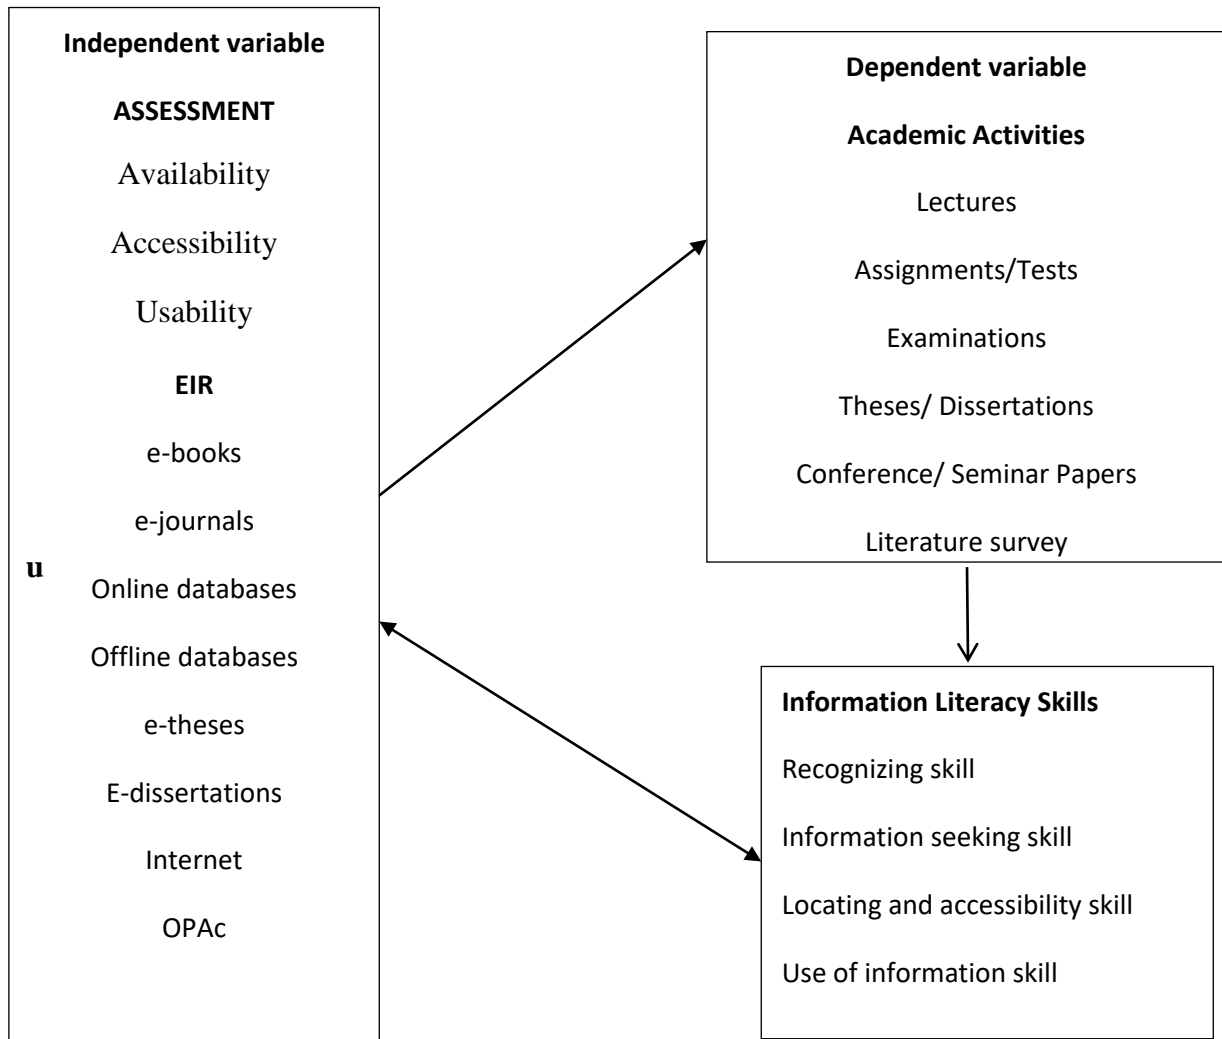 Independent variable
ASSESSMENT
Availability
Accessibility
Usability
EIR
e-books
e-journals
u
Online databases
Offline databases
e-theses
E-dissertations
Internet
OPAc
Dependent variable
Academic Activities
Lectures
Assignments/Tests
Examinations
Theses/ Dissertations
Conference/ Seminar Papers
Literature survey
Information Literacy Skills
Recognizing skill
Information seeking skill
Locating and accessibility skill
Use of information skill